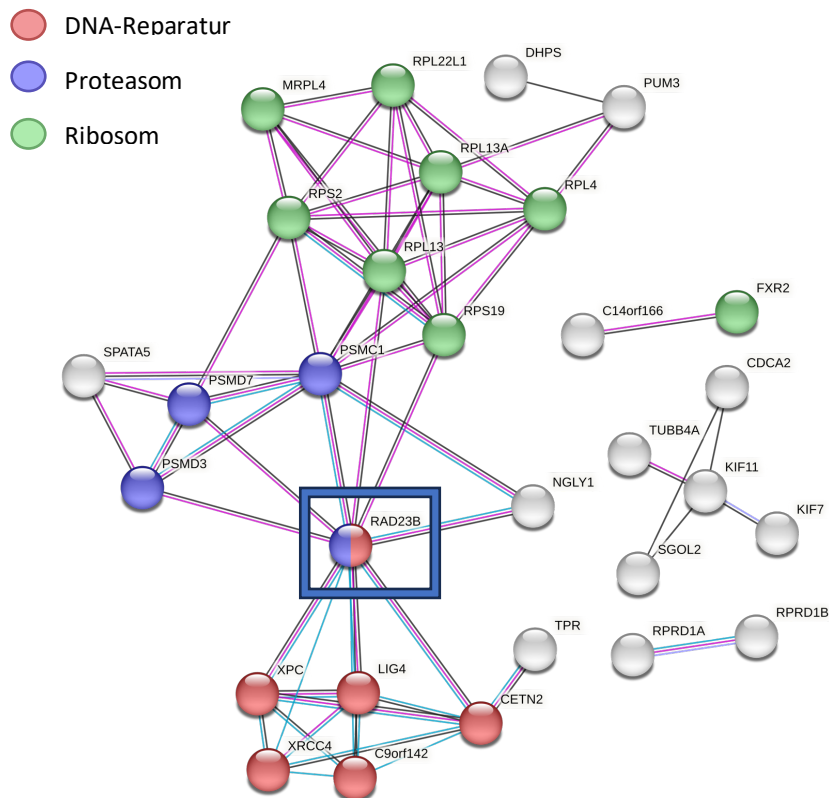 DNA-Reparatur
Proteasom
Ribosom
DHPS
RPL22L1
MRPL4
PUM3
RPL13A
RPL4
RPS2
RPL13
FXR2
C14orf166
RPS19
PSMC1
SPATA5
CDCA2
PSMD7
TUBB4A
PSMD3
KIF11
NGLY1
KIF7
RAD23B
SGOL2
RPRD1B
TPR
RPRD1A
XPC
LIG4
CETN2
XRCC4
C9orf142